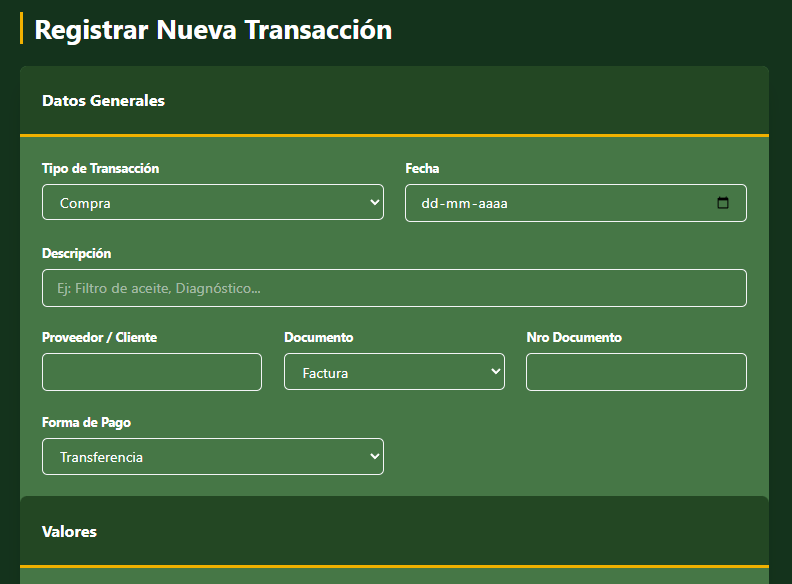 Registrar Nueva Transacción
Datos Generales
Tipo de Transacción
Fecha
Compra
dd-mm-aaaa
Descripción
Ej: Filtro de aceite, Diagnóstico...
Proveedor / Cliente
Documento
Nro Documento
Factura
Forma de Pago
Transferencia
Valores